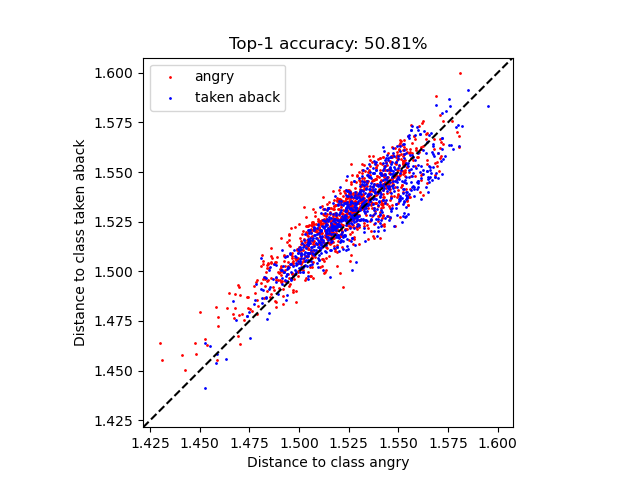 Top-1 accuracy: 50.81%
angry
taken aback
Distance to class taken aback
1.600
1.575
1.550
1.525
1.500
1.475
1.450
1.425
1.425 1.450 1.475 1.500 1.525 1.550 1.575 1.600
Distance to class angry